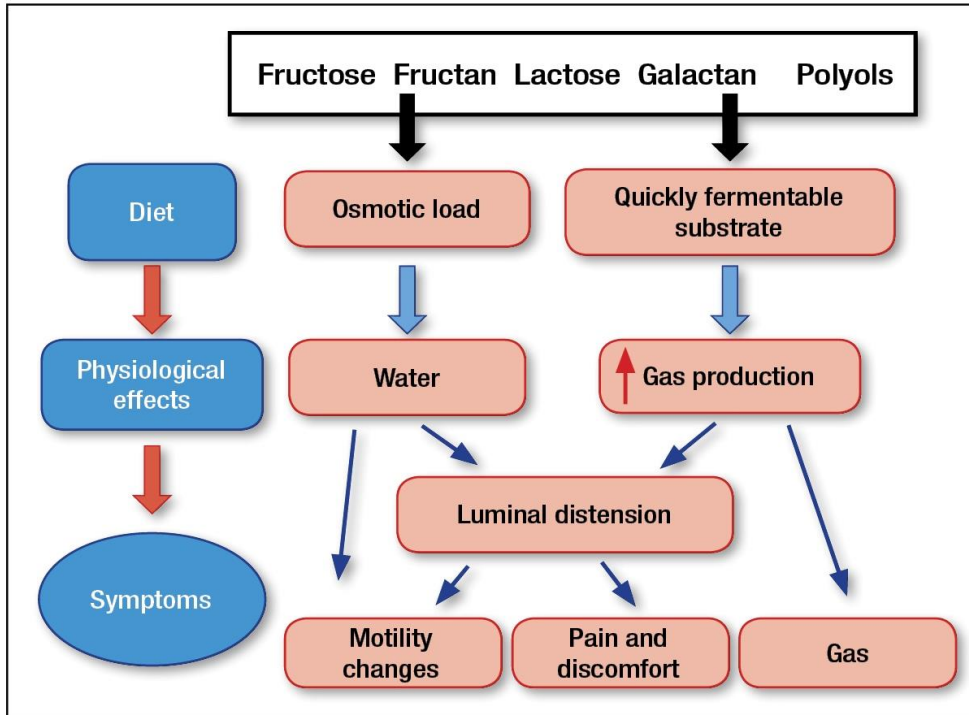 Fructose Fructan Lactose Galactan Polyols
Diet
Osmotic load
Quickly fermentable
substrate
Physiological
effects
Water
Gas production
Luminal distension
Symptoms
Motility
changes
Pain and
discomfort
Gas